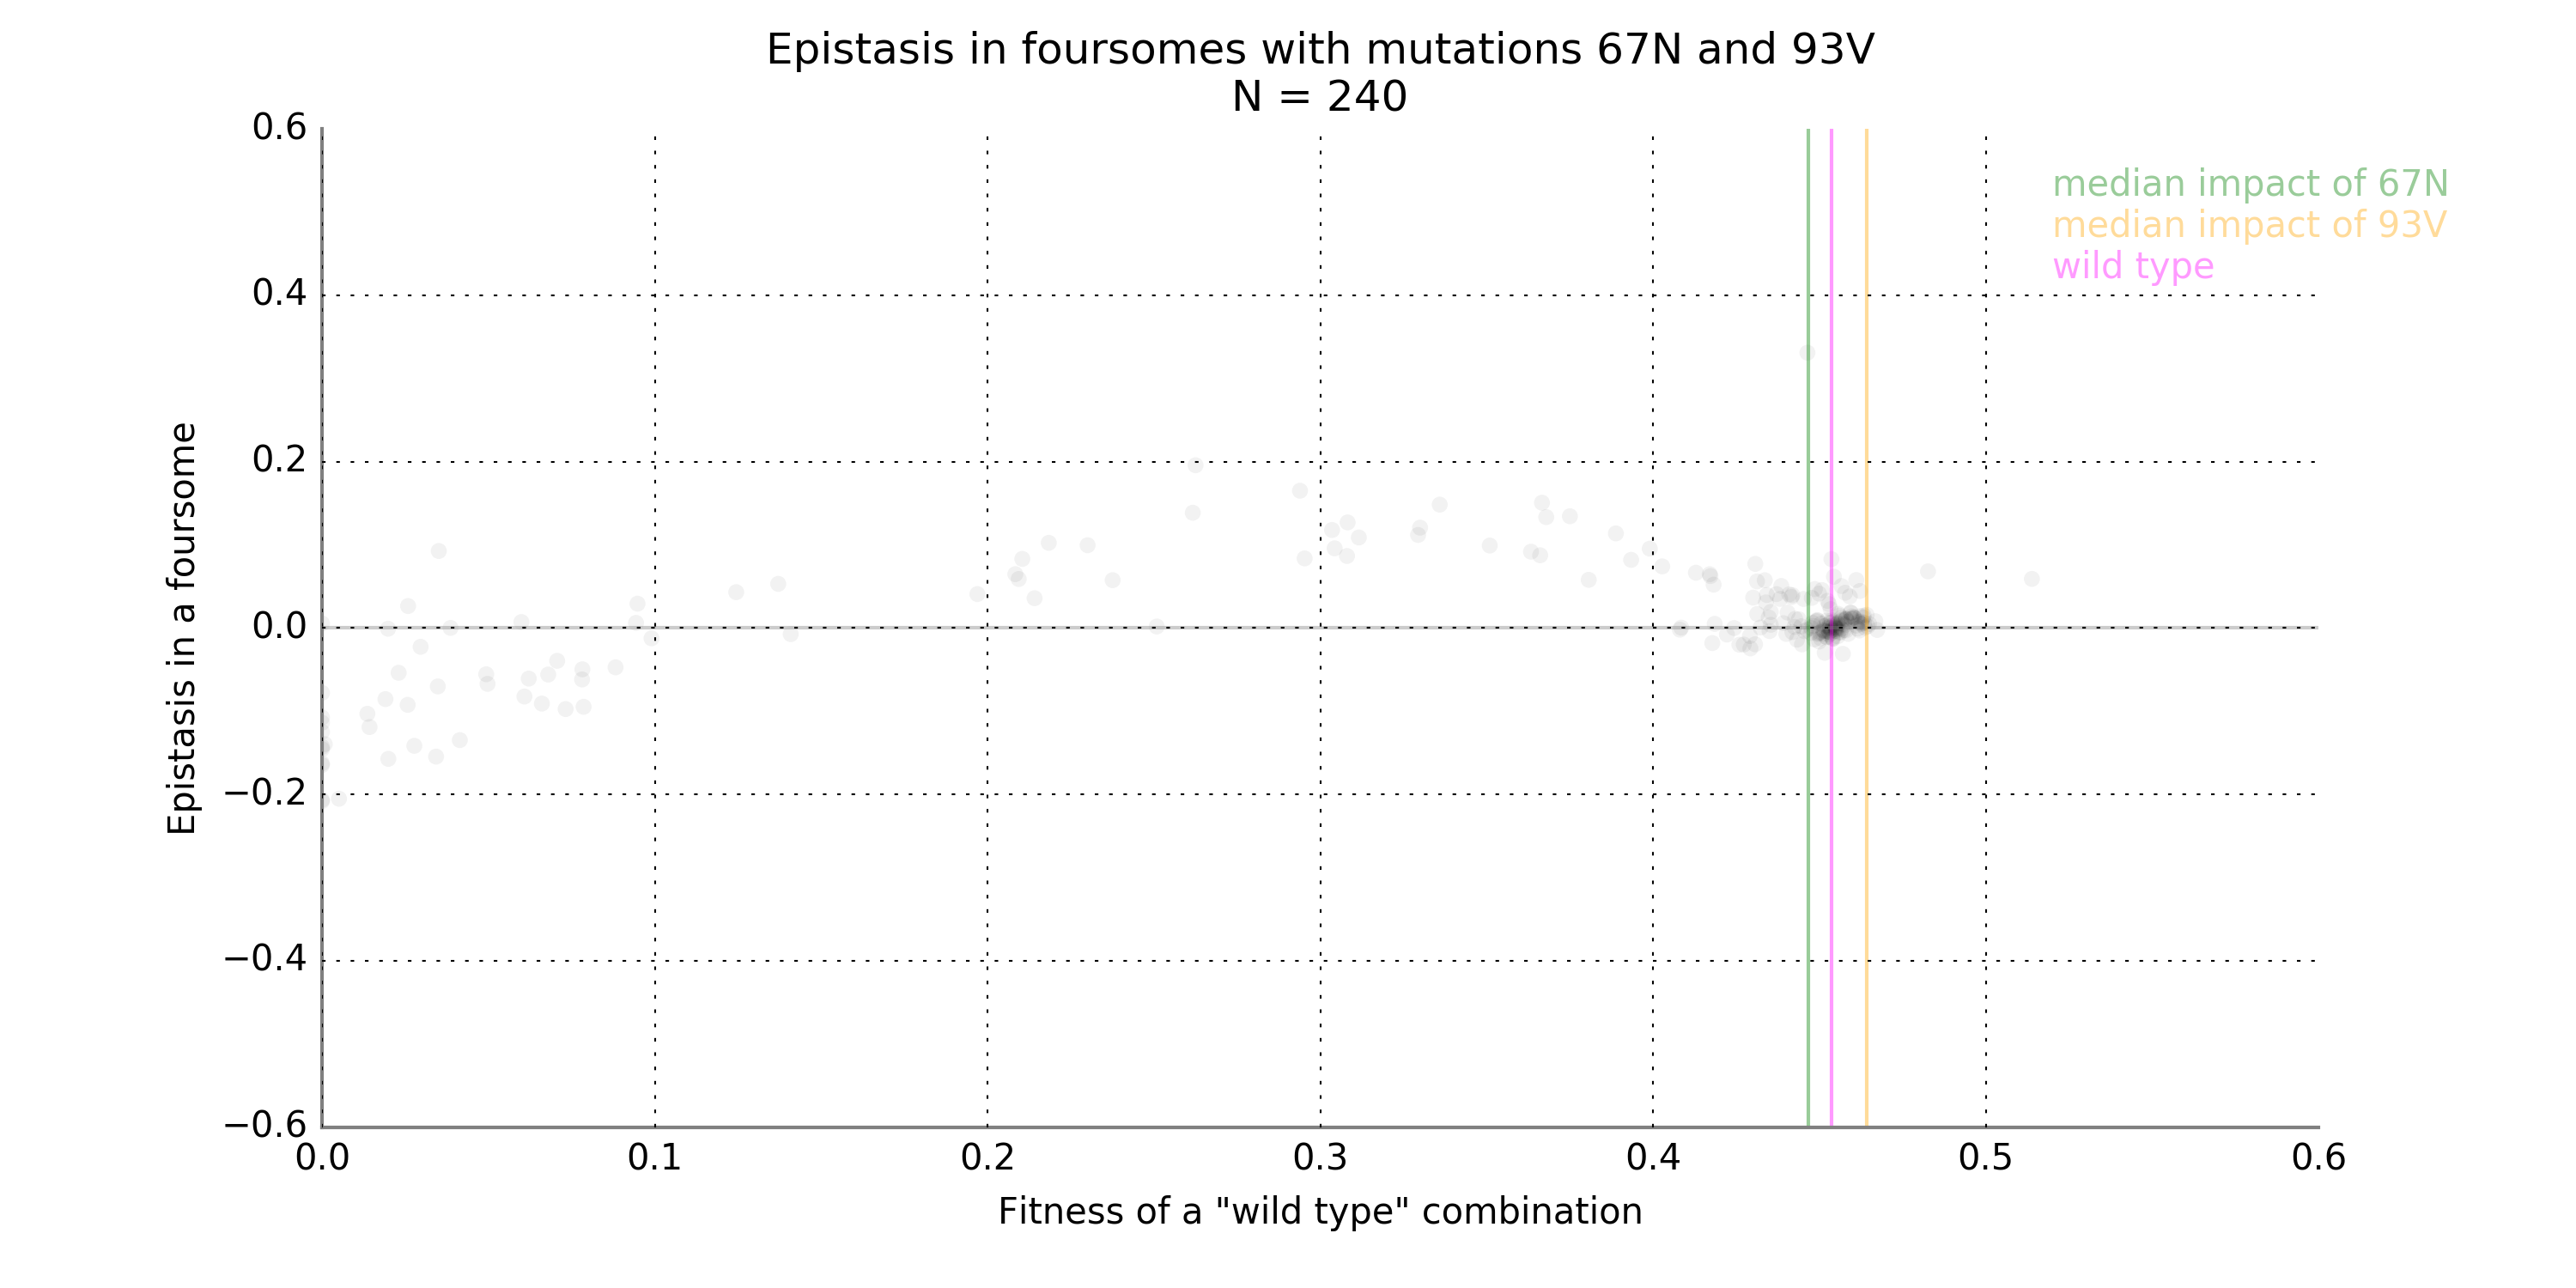 Epistasis in foursomes with mutations 67N and 93V
N = 240
0.6
0.4
0.2
0.0
−0.2
−0.4
−0.6
Epistasis in a foursome
median impact of 67N
median impact of 93V
wild type
0.0 0.1 0.2 0.3 0.4 0.5 0.6
Fitness of a "wild type" combination